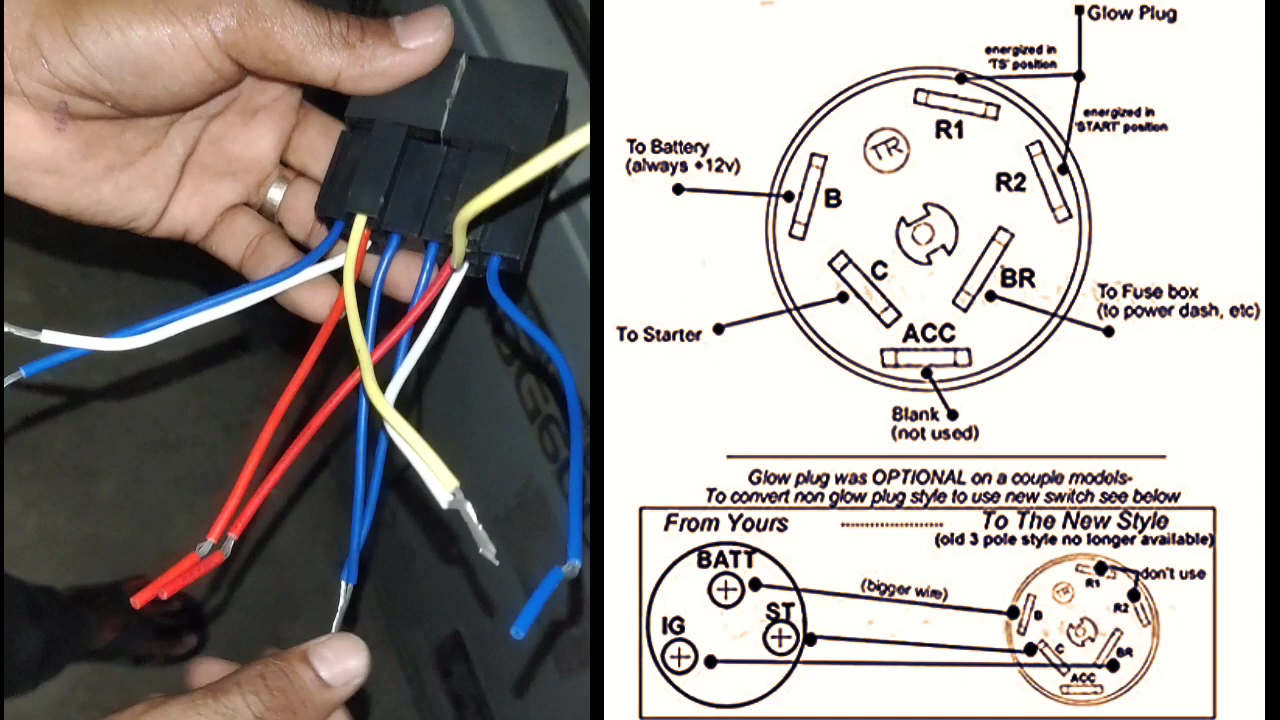 Glow Plug
energized in
'TS' position
R1
TR
energized in
'START' position
To Battery
(always +12v)
B
R2
C
BR
To Fuse box
(to power dash, etc)
To Starter
ACC
Blank
(not used)
Glow plug was OPTIONAL on a couple models-
To convert non glow plug style to use new switch see below
From Yours ...................... To The New Style
(old 3 pole style no longer available)
BATT
(bigger wire)
R1
don't use
TR
R2
B
ST
IG
C
BR
ACC